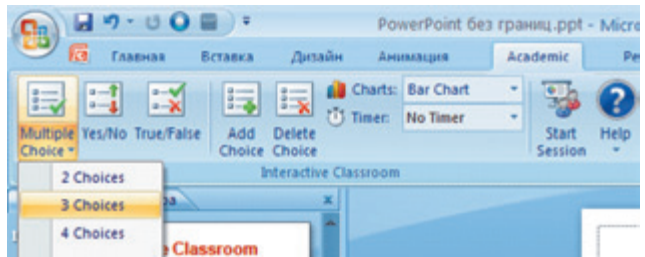 PowerPoint без границ.ppt - Micro
Главная Вставка Дизайн Анимация Academic Ре
Multiple Choice Yes/No True/False Add Choice Delete Choice Charts: Bar Chart Timer: No Timer Start Session Help
Interactive Classroom
2 Choices
3 Choices
4 Choices
Classroom